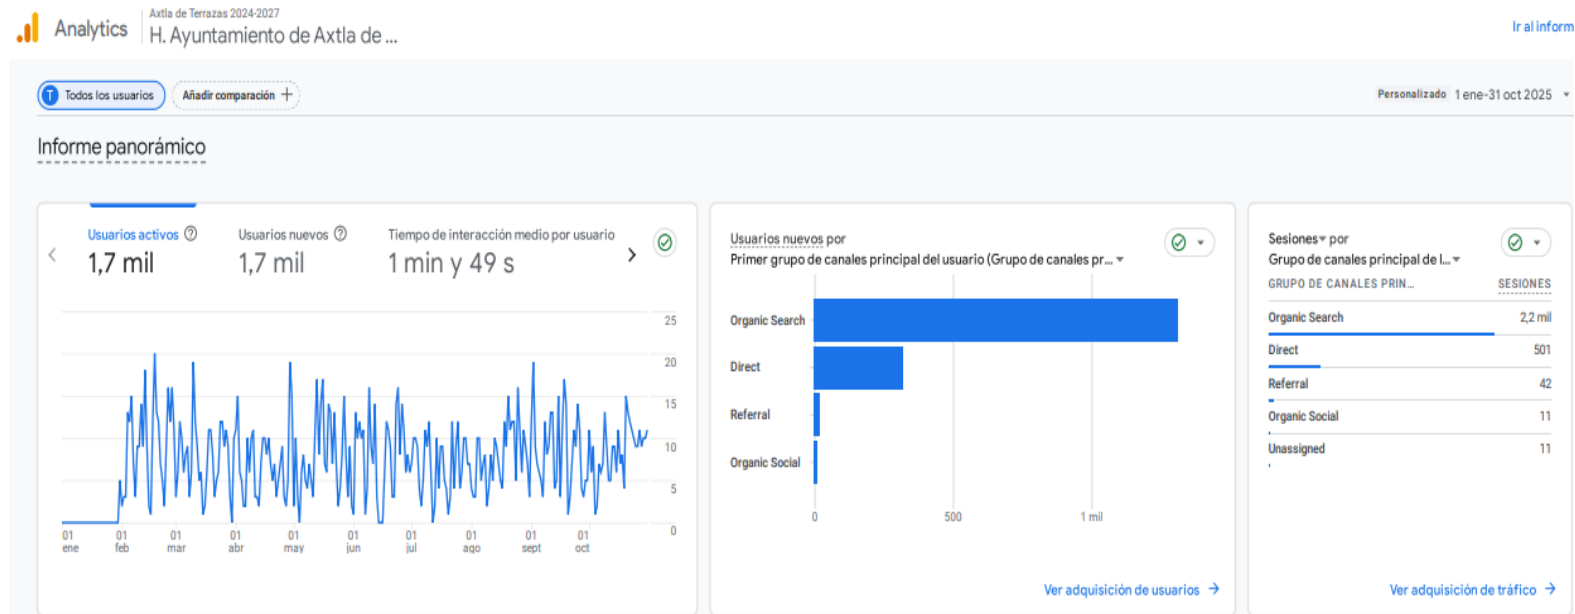 Analytics
Axtla de Terrazas 2024-2027
H. Ayuntamiento de Axtla de ...
Ir al inform
T Todos los usuarios
Añadir comparación +
Personalizado 1 ene-31 oct 2025
Informe panorámico
Usuarios activos
1,7 mil
Usuarios nuevos
1,7 mil
Tiempo de interacción medio por usuario
1 min y 49 s
25
20
15
10
5
0
01 ene
01 feb
01 mar
01 abr
01 may
01 jun
01 jul
01 ago
01 sept
01 oct
Usuarios nuevos por
Primer grupo de canales principal del usuario (Grupo de canales pr...
Organic Search
Direct
Referral
Organic Social
0
500
1 mil
Ver adquisición de usuarios →
Sesiones por
Grupo de canales principal de l...
GRUPO DE CANALES PRIN... SESIONES
Organic Search 2,2 mil
Direct 501
Referral 42
Organic Social 11
Unassigned 11
Ver adquisición de tráfico →